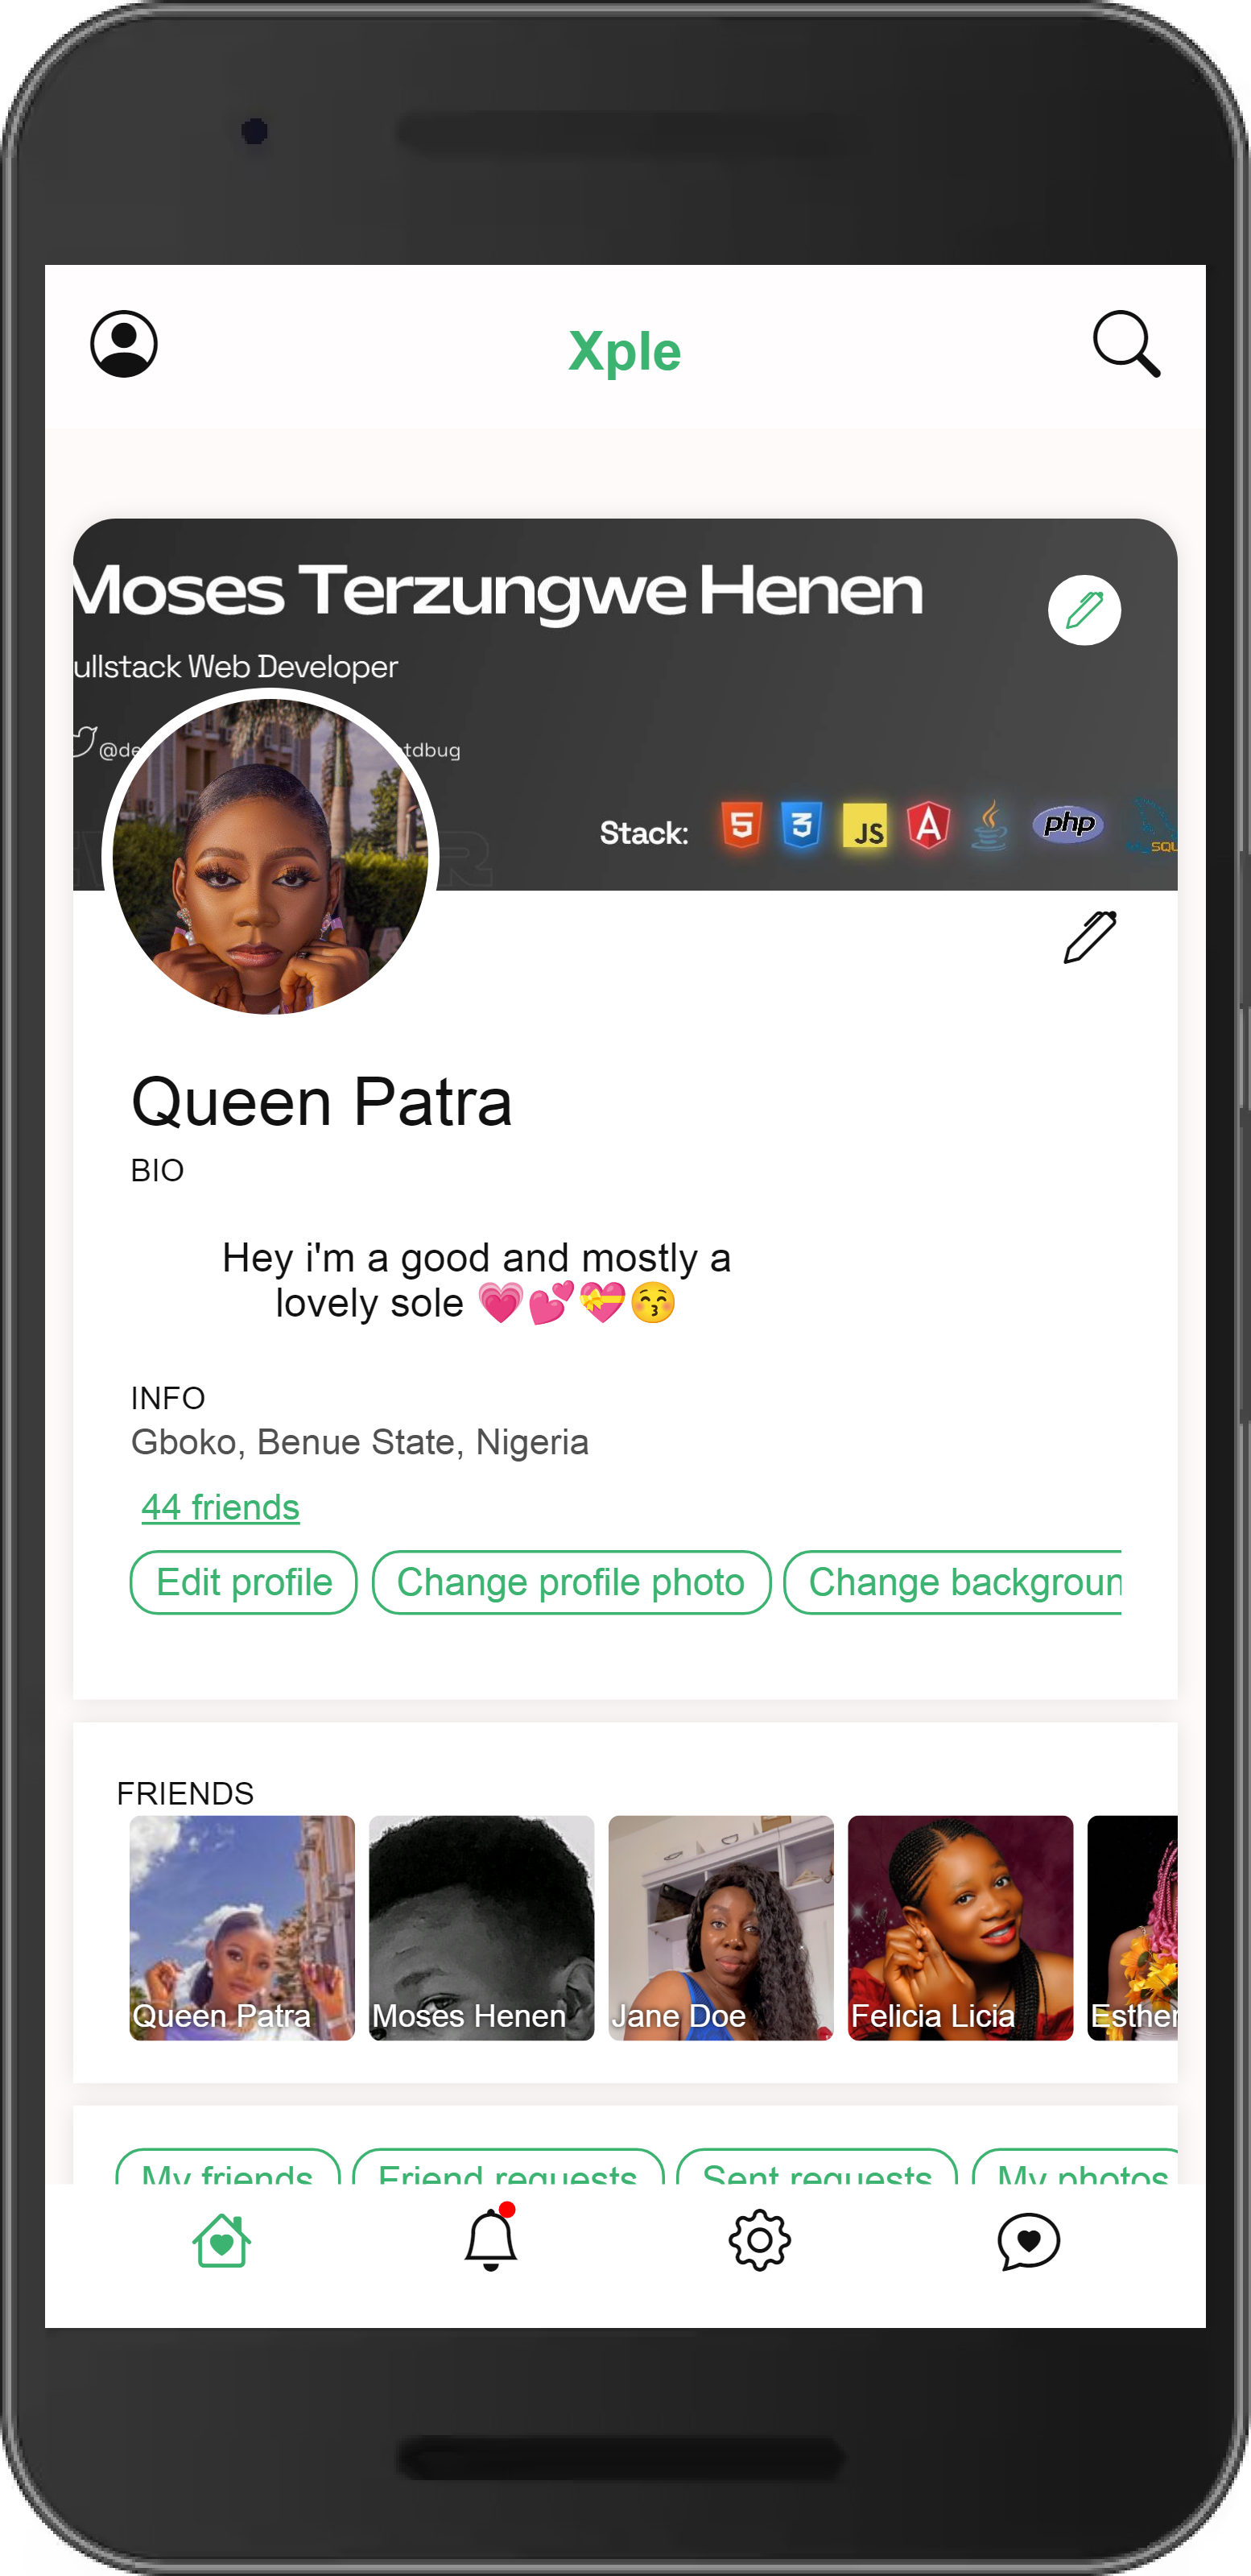 Xple
Moses Terzungwe Henen
ullstack Web Developer
@de tdbug
Stack: 5 3 JS A php SQL
Queen Patra
BIO
Hey i'm a good and mostly a
lovely sole 💗💕💝😚
INFO
Gboko, Benue State, Nigeria
44 friends
Edit profile Change profile photo Change backgroun
FRIENDS
Queen Patra Moses Henen Jane Doe Felicia Licia Esther
My friends Friend requests Sent requests My photos